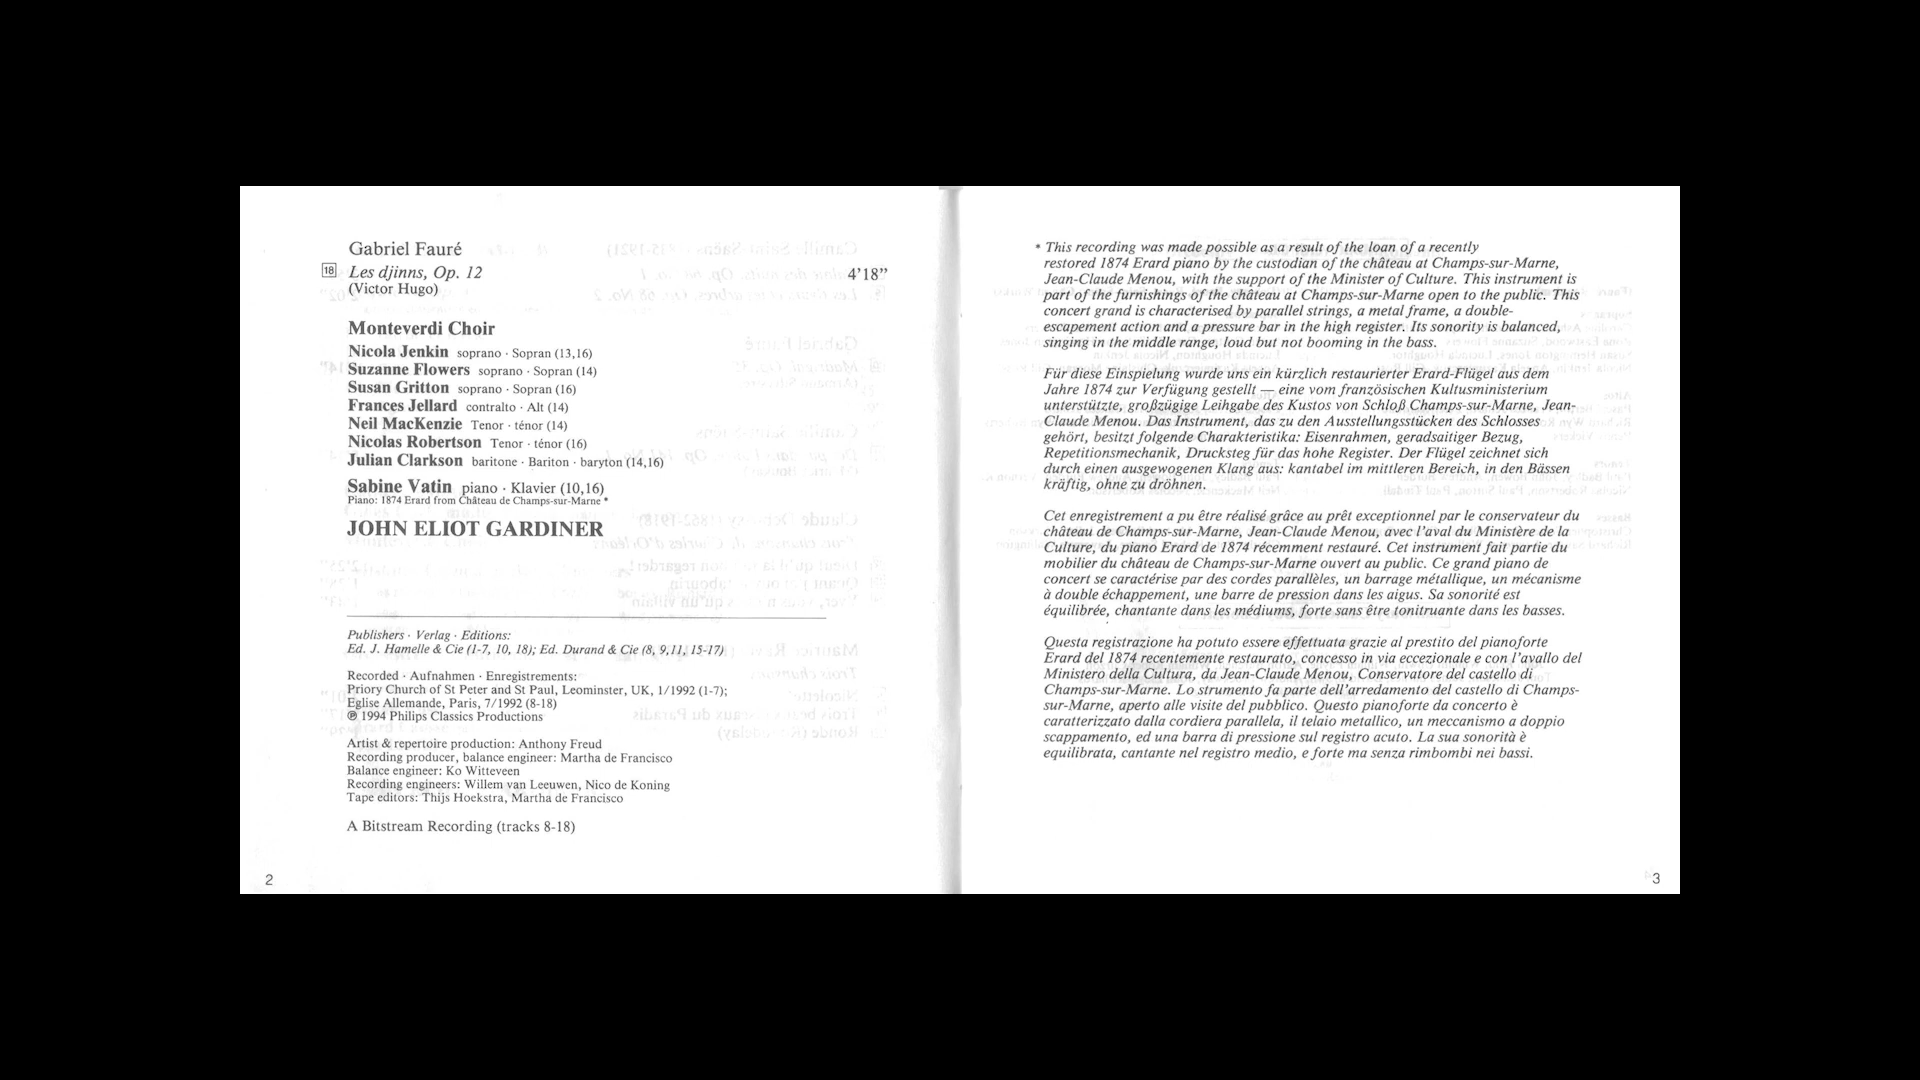 Gabriel Fauré
18 Les djinns, Op. 12 4’18”
(Victor Hugo)
Monteverdi Choir
Nicola Jenkin soprano · Sopran (13,16)
Suzanne Flowers soprano · Sopran (14)
Susan Gritton soprano · Sopran (16)
Frances Jellard contralto · Alt (14)
Neil MacKenzie Tenor · ténor (14)
Nicolas Robertson Tenor · ténor (16)
Julian Clarkson baritone · Bariton · baryton (14,16)
Sabine Vatin piano · Klavier (10,16)
Piano: 1874 Erard from Château de Champs-sur-Marne *
JOHN ELIOT GARDINER
Publishers · Verlag · Editions:
Ed. J. Hamelle & Cie (1-7, 10, 18); Ed. Durand & Cie (8, 9,11, 15-17)
Recorded · Aufnahmen · Enregistrements:
Priory Church of St Peter and St Paul, Leominster, UK, 1/1992 (1-7);
Eglise Allemande, Paris, 7/1992 (8-18)
℗ 1994 Philips Classics Productions
Artist & repertoire production: Anthony Freud
Recording producer, balance engineer: Martha de Francisco
Balance engineer: Ko Witteveen
Recording engineers: Willem van Leeuwen, Nico de Koning
Tape editors: Thijs Hoekstra, Martha de Francisco
A Bitstream Recording (tracks 8-18)
2
* This recording was made possible as a result of the loan of a recently
restored 1874 Erard piano by the custodian of the château at Champs-sur-Marne,
Jean-Claude Menou, with the support of the Minister of Culture. This instrument is
part of the furnishings of the château at Champs-sur-Marne open to the public. This
concert grand is characterised by parallel strings, a metal frame, a double-
escapement action and a pressure bar in the high register. Its sonority is balanced,
singing in the middle range, loud but not booming in the bass.
Für diese Einspielung wurde uns ein kürzlich restaurierter Erard-Flügel aus dem
Jahre 1874 zur Verfügung gestellt — eine vom französischen Kultusministerium
unterstützte, großzügige Leihgabe des Kustos von Schloß Champs-sur-Marne, Jean-
Claude Menou. Das Instrument, das zu den Ausstellungsstücken des Schlosses
gehört, besitzt folgende Charakteristika: Eisenrahmen, geradsaitiger Bezug,
Repetitionsmechanik, Drucksteg für das hohe Register. Der Flügel zeichnet sich
durch einen ausgewogenen Klang aus: kantabel im mittleren Bereich, in den Bässen
kräftig, ohne zu dröhnen.
Cet enregistrement a pu être réalisé grâce au prêt exceptionnel par le conservateur du
château de Champs-sur-Marne, Jean-Claude Menou, avec l’aval du Ministère de la
Culture, du piano Erard de 1874 récemment restauré. Cet instrument fait partie du
mobilier du château de Champs-sur-Marne ouvert au public. Ce grand piano de
concert se caractérise par des cordes parallèles, un barrage métallique, un mécanisme
à double échappement, une barre de pression dans les aigus. Sa sonorité est
équilibrée, chantante dans les médiums, forte sans être tonitruante dans les basses.
Questa registrazione ha potuto essere effettuata grazie al prestito del pianoforte
Erard del 1874 recentemente restaurato, concesso in via eccezionale e con l’avallo del
Ministero della Cultura, da Jean-Claude Menou, Conservatore del castello di
Champs-sur-Marne. Lo strumento fa parte dell’arredamento del castello di Champs-
sur-Marne, aperto alle visite del pubblico. Questo pianoforte da concerto è
caratterizzato dalla cordiera parallela, il telaio metallico, un meccanismo a doppio
scappamento, ed una barra di pressione sul registro acuto. La sua sonorità è
equilibrata, cantante nel registro medio, e forte ma senza rimbombi nei bassi.
3